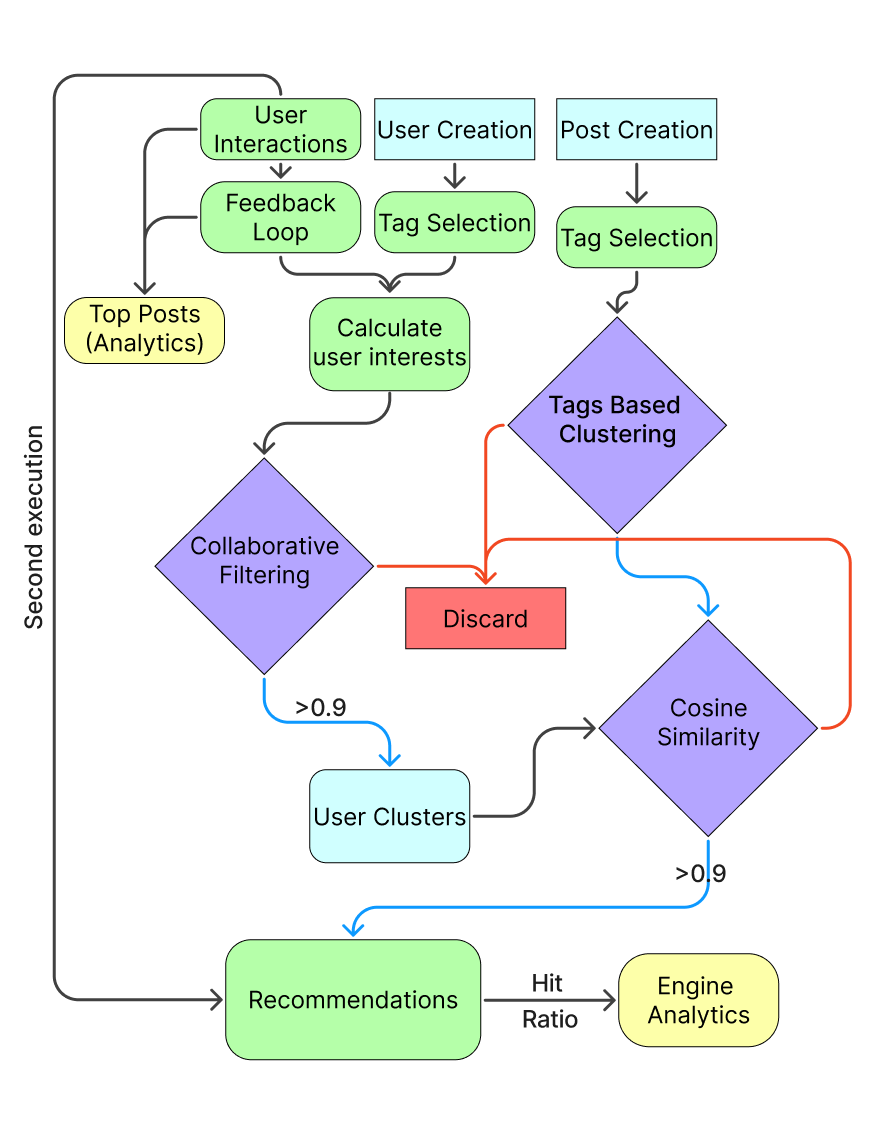 User
Interactions
User Creation
Post Creation
Feedback
Loop
Tag Selection
Tag Selection
Top Posts
(Analytics)
Calculate
user interests
Tags Based
Clustering
Second execution
Collaborative
Filtering
Discard
>0.9
Cosine
Similarity
User Clusters
>0.9
Recommendations
Hit
Ratio
Engine
Analytics